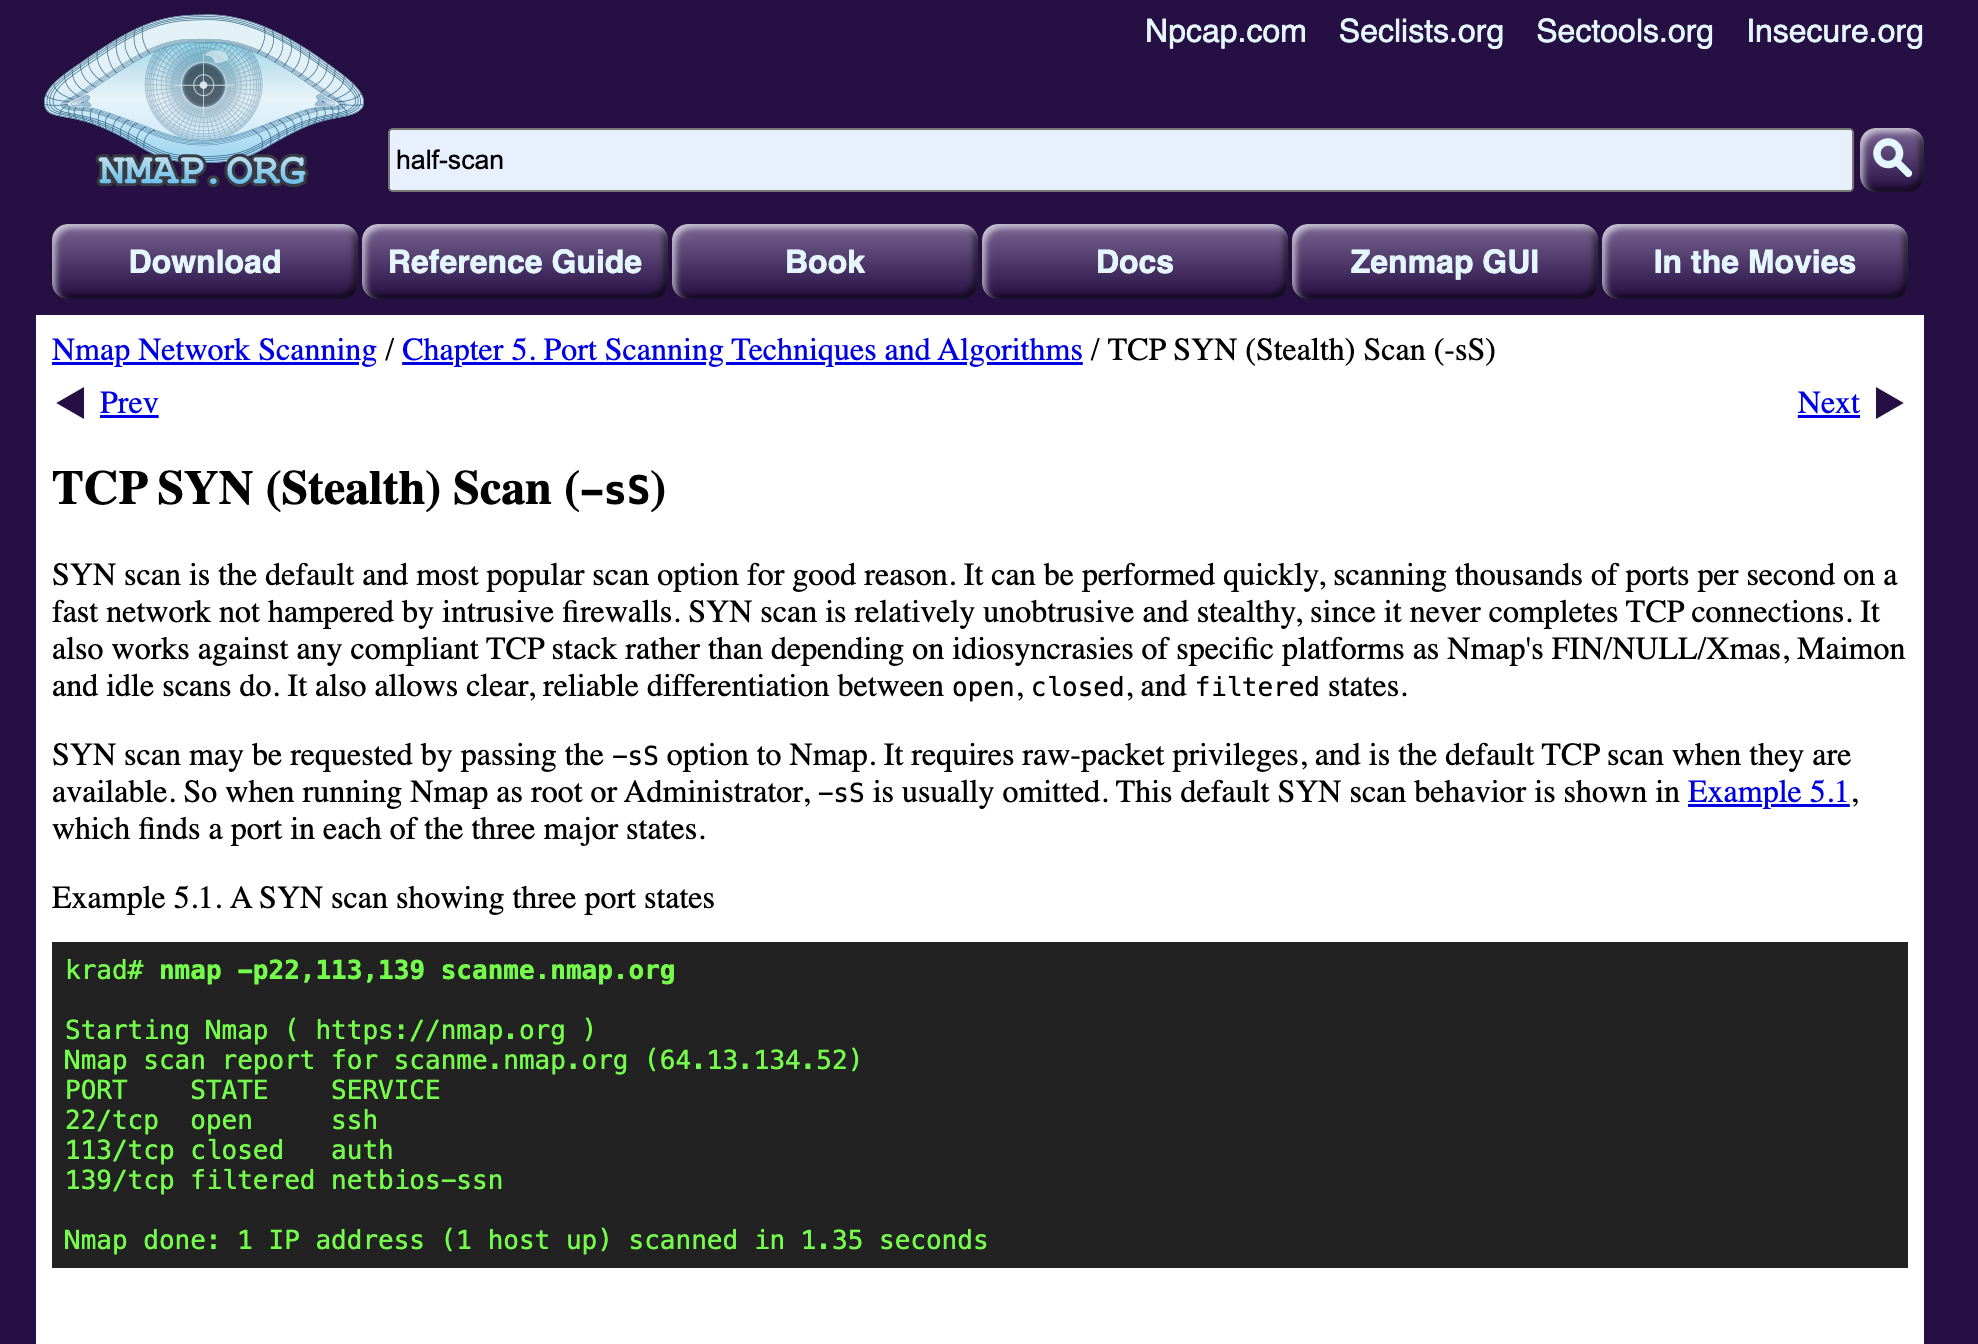 Npcap.com Seclists.org Sectools.org Insecure.org
NMAP.ORG
half-scan
Download Reference Guide Book Docs Zenmap GUI In the Movies
Nmap Network Scanning / Chapter 5. Port Scanning Techniques and Algorithms / TCP SYN (Stealth) Scan (-sS)
Prev Next
TCP SYN (Stealth) Scan (-sS)
SYN scan is the default and most popular scan option for good reason. It can be performed quickly, scanning thousands of ports per second on a
fast network not hampered by intrusive firewalls. SYN scan is relatively unobtrusive and stealthy, since it never completes TCP connections. It
also works against any compliant TCP stack rather than depending on idiosyncrasies of specific platforms as Nmap's FIN/NULL/Xmas, Maimon
and idle scans do. It also allows clear, reliable differentiation between open, closed, and filtered states.
SYN scan may be requested by passing the -sS option to Nmap. It requires raw-packet privileges, and is the default TCP scan when they are
available. So when running Nmap as root or Administrator, -sS is usually omitted. This default SYN scan behavior is shown in Example 5.1,
which finds a port in each of the three major states.
Example 5.1. A SYN scan showing three port states
krad# nmap -p22,113,139 scanme.nmap.org
Starting Nmap ( https://nmap.org )
Nmap scan report for scanme.nmap.org (64.13.134.52)
PORT    STATE    SERVICE
22/tcp  open     ssh
113/tcp closed   auth
139/tcp filtered netbios-ssn
Nmap done: 1 IP address (1 host up) scanned in 1.35 seconds